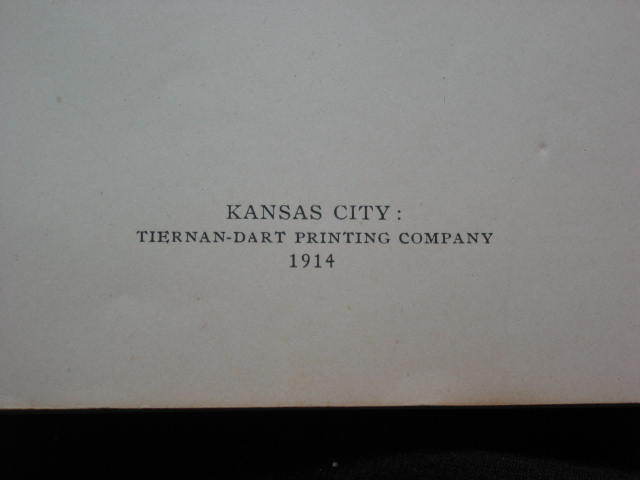 KANSAS CITY:
TIERNAN-DART PRINTING COMPANY
1914